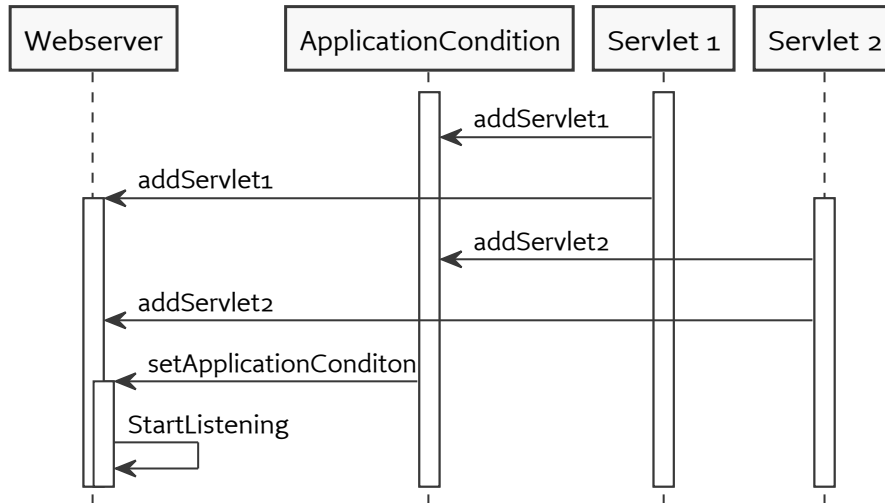 Webserver
ApplicationCondition
Servlet 1
Servlet 2
addServlet1
addServlet1
addServlet2
addServlet2
setApplicationConditon
StartListening